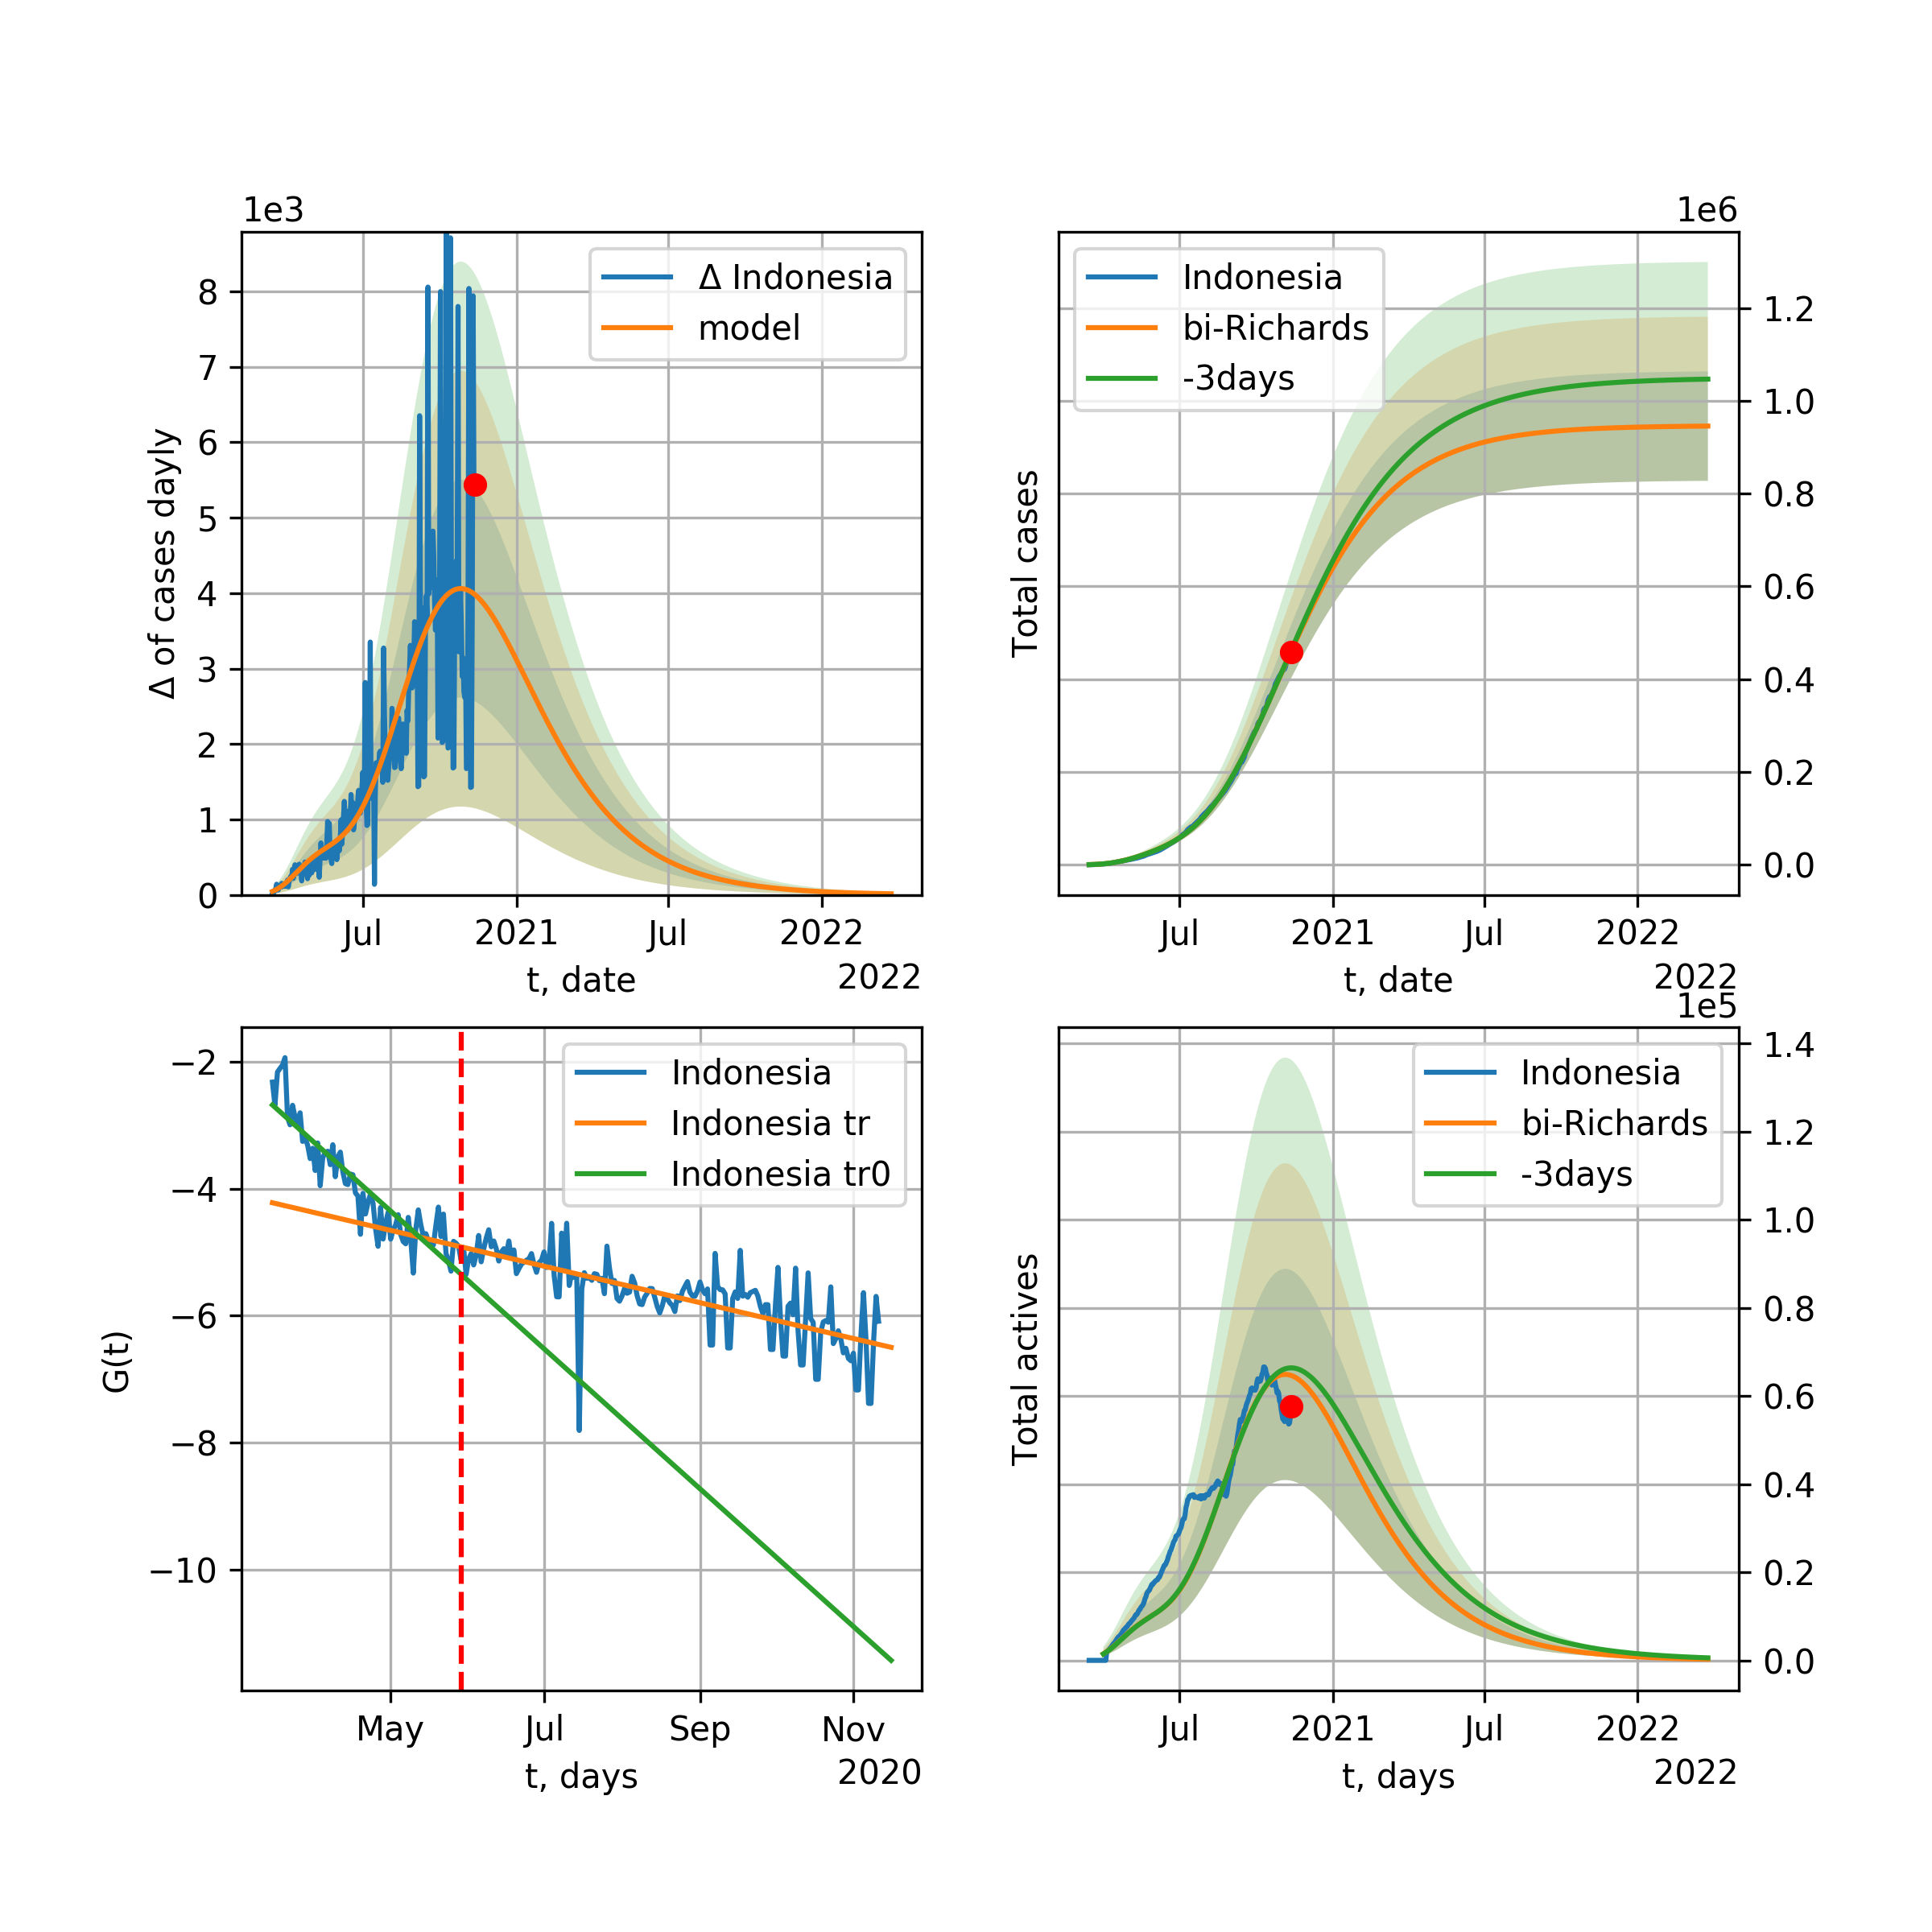 1e3
Δ of cases dayly
8
7
6
5
4
3
2
1
0
Δ Indonesia
model
Jul 2021 Jul 2022
t, date
2022
1e6
Total cases
Indonesia
bi-Richards
-3days
1.2
1.0
0.8
0.6
0.4
0.2
0.0
Jul 2021 Jul 2022
t, date
2022
G(t)
−2
−4
−6
−8
−10
Indonesia
Indonesia tr
Indonesia tr0
May Jul Sep Nov
t, days
2020
1e5
Total actives
Indonesia
bi-Richards
-3days
1.4
1.2
1.0
0.8
0.6
0.4
0.2
0.0
Jul 2021 Jul 2022
t, days
2022